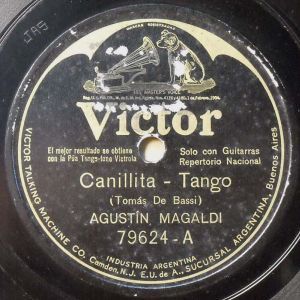 JAS
"HIS MASTER'S VOICE"
Victor
El mejor resultado se obtiene
con la Púa Tungs-tone Victrola
Solo con Guitarras
Repertorio Nacional
Canillita - Tango
(Tomás De Bassi)
AGUSTÍN MAGALDI
79624-A
INDUSTRIA ARGENTINA
VICTOR TALKING MACHINE CO. Camden, N.J. E.U. de A., SUCURSAL ARGENTINA, Buenos Aires